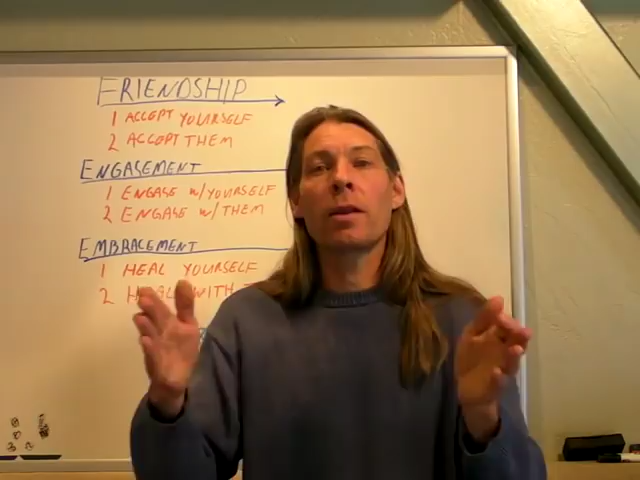 FRIENDSHIP
1 ACCEPT YOURSELF
2 ACCEPT THEM
ENGAGEMENT
1 ENGAGE W/YOURSELF
2 ENGAGE W/THEM
EMBRACEMENT
1 HEAL YOURSELF
2 WITH